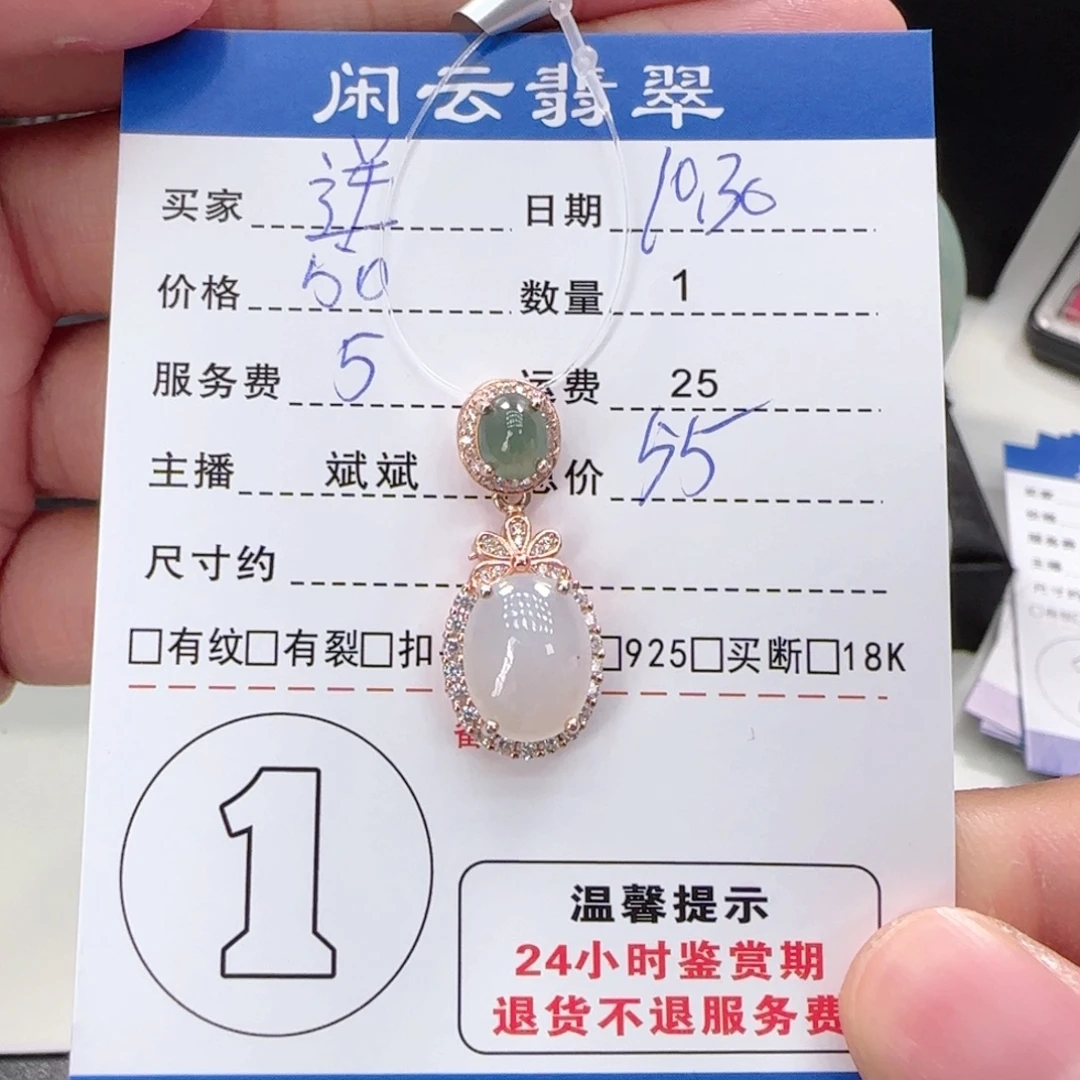 闲云翡翠
买家 送 日期 10.30
价格 50 数量 1
服务费 5 运费 25
主播 斌斌 总价 55
尺寸约
□有纹□有裂□扣 □925□买断□18K
1
温馨提示
24小时鉴赏期
退货不退服务费